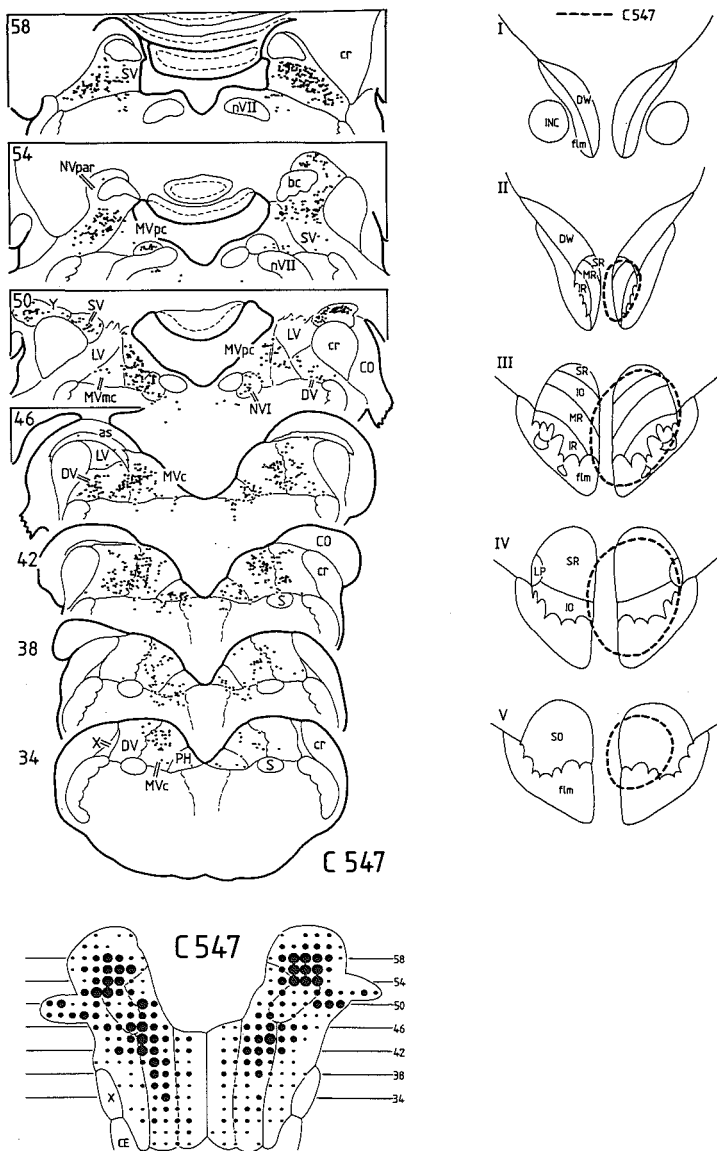 58
SV
cr
nVII
54
NVpar
bc
MVpc
SV
nVII
50
Y
SV
LV
MVpc
LV
cr
CO
MVmc
NVI
DV
46
as
LV
DV
MVc
42
CO
cr
S
38
34
X
DV
PH
cr
S
MVc
C 547
C 547
58
54
50
46
42
38
34
X
CE
C 547
I
DW
INC
flm
II
DW
SR
MR
IR
III
SR
IO
MR
IR
flm
IV
LP
SR
IO
V
SO
flm